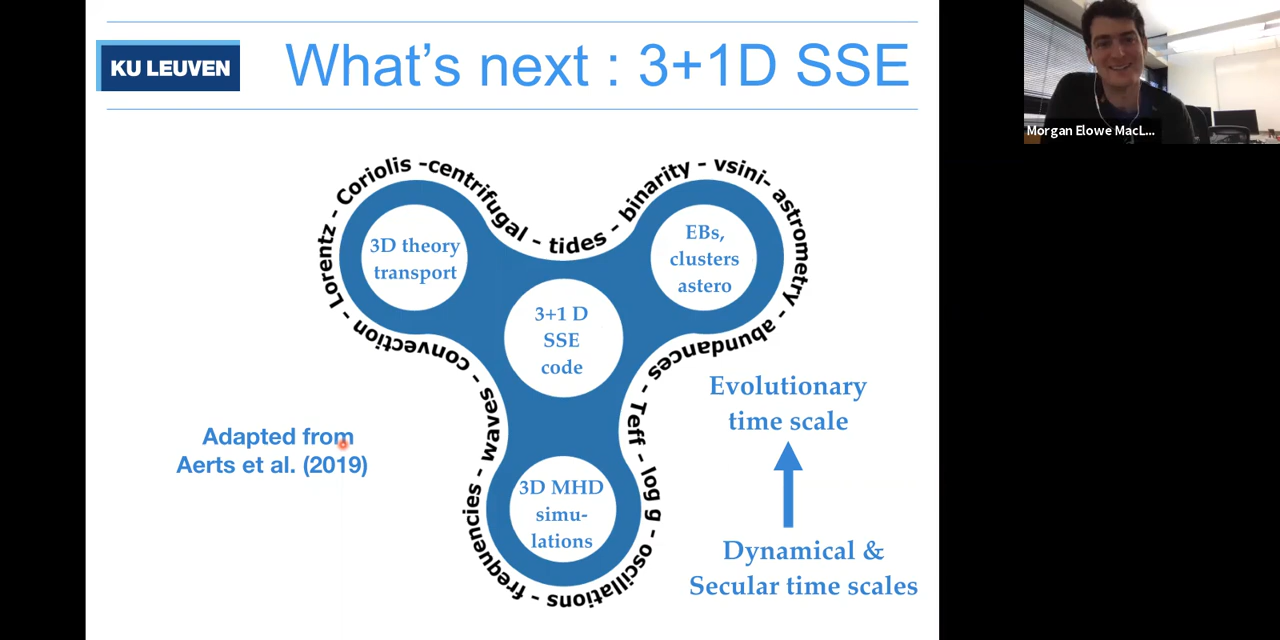 KU LEUVEN
What's next : 3+1D SSE
Morgan Elowe MacL...
Lorentz - Coriolis -centrifugal - tides - binarity - vsini- astrometry - abundances - Teff - log g - oscillations - frequencies - waves - convection -
3D theory
transport
EBs,
clusters
astero
3+1 D
SSE
code
3D MHD
simu-
lations
Evolutionary
time scale
Adapted from
Aerts et al. (2019)
Dynamical &
Secular time scales